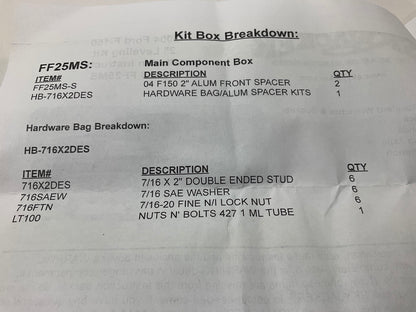 Kit Box Breakdown:
FF25MS: Main Component Box
ITEM# DESCRIPTION QTY
FF25MS-S 04 F150 2" ALUM FRONT SPACER 2
HB-716X2DES HARDWARE BAG/ALUM SPACER KITS 1
Hardware Bag Breakdown:
HB-716X2DES
ITEM# DESCRIPTION QTY
716X2DES 7/16 X 2" DOUBLE ENDED STUD 6
716SAEW 7/16 SAE WASHER 6
716FTN 7/16-20 FINE N/I LOCK NUT 6
LT100 NUTS N' BOLTS 427 1 ML TUBE 1